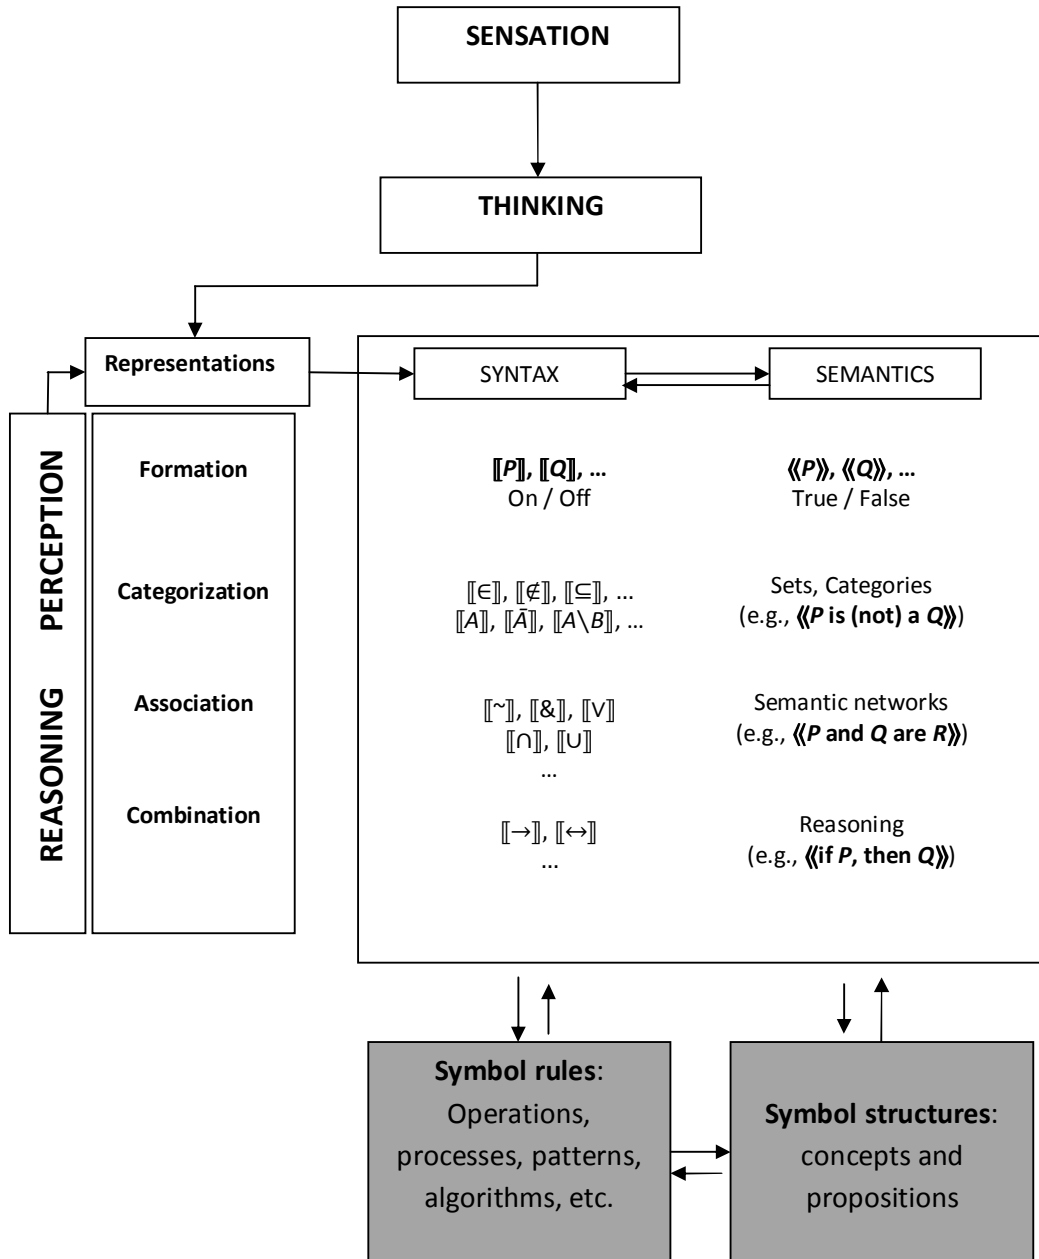 SENSATION
THINKING
Representations
SYNTAX
SEMANTICS
PERCEPTION
REASONING
Formation
⟦P⟧, ⟦Q⟧, ...
On / Off
⟪P⟫, ⟪Q⟫, ...
True / False
Categorization
⟦∈⟧, ⟦∉⟧, ⟦⊆⟧, ...
⟦A⟧, ⟦Ā⟧, ⟦A\B⟧, ...
Sets, Categories
(e.g., ⟪P is (not) a Q⟫)
Association
⟦~⟧, ⟦&⟧, ⟦∨⟧
⟦∩⟧, ⟦∪⟧
...
Semantic networks
(e.g., ⟪P and Q are R⟫)
Combination
⟦→⟧, ⟦↔⟧
...
Reasoning
(e.g., ⟪if P, then Q⟫)
Symbol rules:
Operations,
processes, patterns,
algorithms, etc.
Symbol structures:
concepts and
propositions